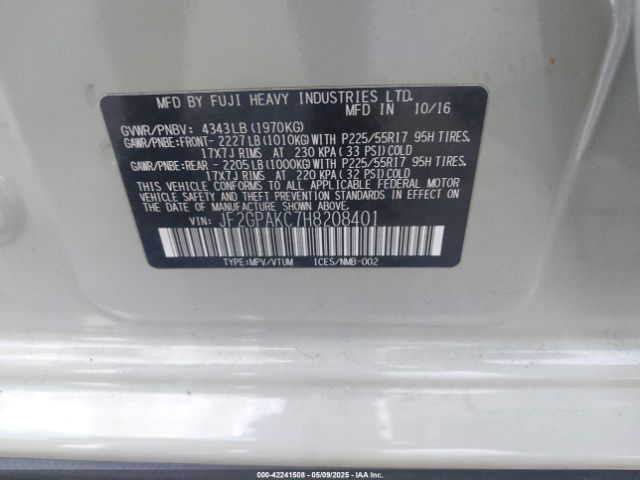 MFD BY FUJI HEAVY INDUSTRIES LTD.
MFD IN 10/16
GVWR/PNBV: 4343LB(1970KG)
GAWR/PNBE:FRONT-2227LB(1010KG)WITH P225/55R17 95H TIRES,
17X7J RIMS AT 230 KPA(33 PSI)COLD
GAWR/PNBE:REAR -2205LB(1000KG)WITH P225/55R17 95H TIRES,
17X7J RIMS AT 220 KPA(32 PSI)COLD
THIS VEHICLE CONFORMS TO ALL APPLICABLE FEDERAL MOTOR
VEHICLE SAFETY AND THEFT PREVENTION STANDARDS IN EFFECT ON
THE DATE OF MANUFACTURE SHOWN ABOVE.
VIN: JF2GPAKC7H8208401
TYPE:MPV/VTUM ICES/NMB-002
000-42241508 - 05/09/2025 - IAA Inc.